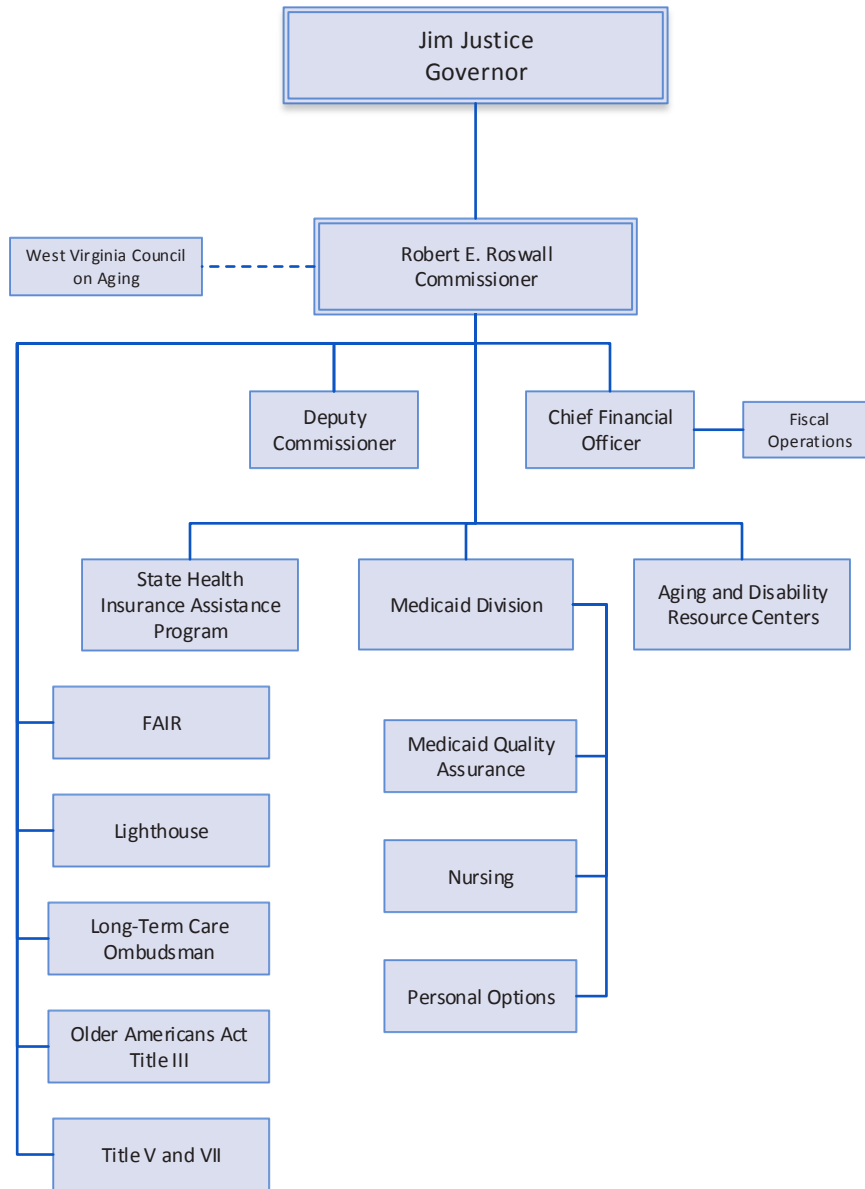 Jim Justice
Governor
West Virginia Council
on Aging
Robert E. Roswall
Commissioner
Deputy
Commissioner
Chief Financial
Officer
Fiscal
Operations
State Health
Insurance Assistance
Program
Medicaid Division
Aging and Disability
Resource Centers
FAIR
Medicaid Quality
Assurance
Lighthouse
Nursing
Long-Term Care
Ombudsman
Personal Options
Older Americans Act
Title III
Title V and VII